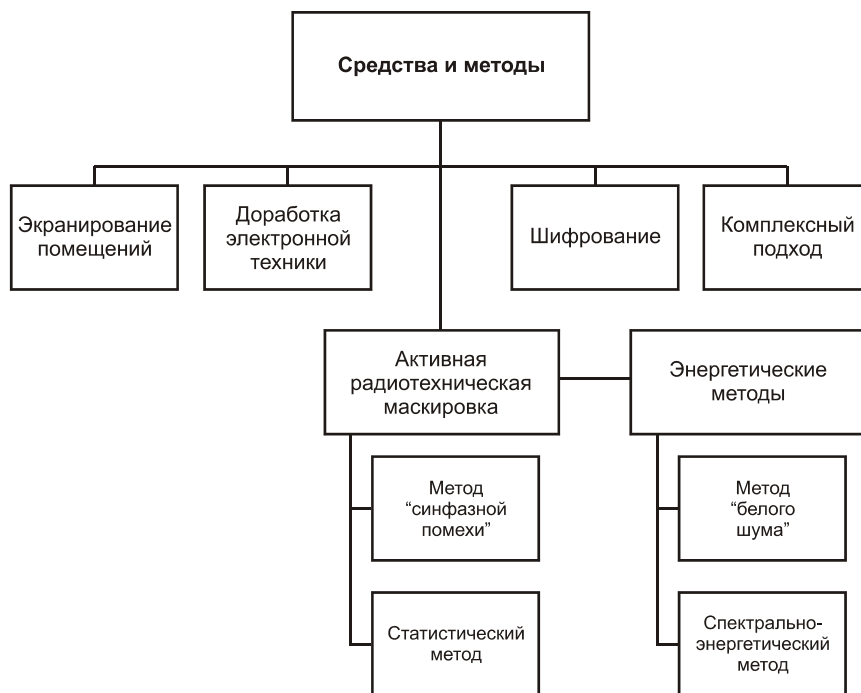 Средства и методы
Экранирование
помещений
Доработка
электронной
техники
Шифрование
Комплексный
подход
Активная
радиотехническая
маскировка
Энергетические
методы
Метод
“синфазной
помехи”
Метод
“белого
шума”
Статистический
метод
Спектрально-
энергетический
метод